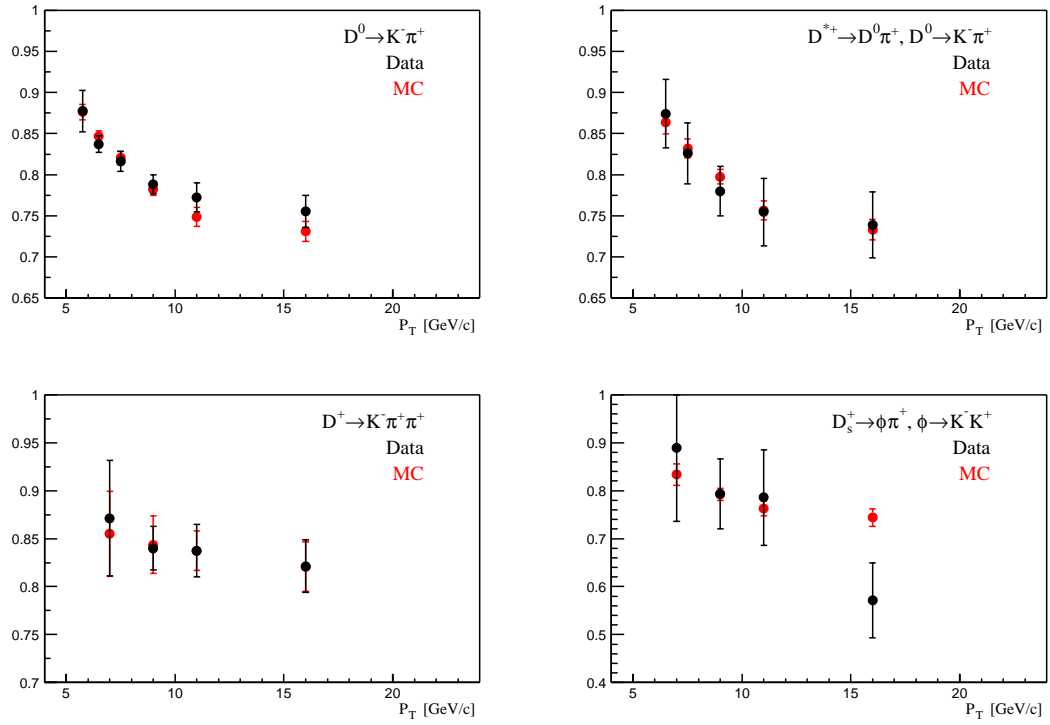 1
0.95
0.9
0.85
0.8
0.75
0.7
0.65
D⁰→K⁻π⁺
Data
MC
5 10 15 20
P_T [GeV/c]
1
0.95
0.9
0.85
0.8
0.75
0.7
0.65
D*⁺→D⁰π⁺, D⁰→K⁻π⁺
Data
MC
5 10 15 20
P_T [GeV/c]
1
0.95
0.9
0.85
0.8
0.75
0.7
D⁺→K⁻π⁺π⁺
Data
MC
5 10 15 20
P_T [GeV/c]
1
0.9
0.8
0.7
0.6
0.5
0.4
D_s⁺→ϕπ⁺, ϕ→K⁻K⁺
Data
MC
5 10 15 20
P_T [GeV/c]